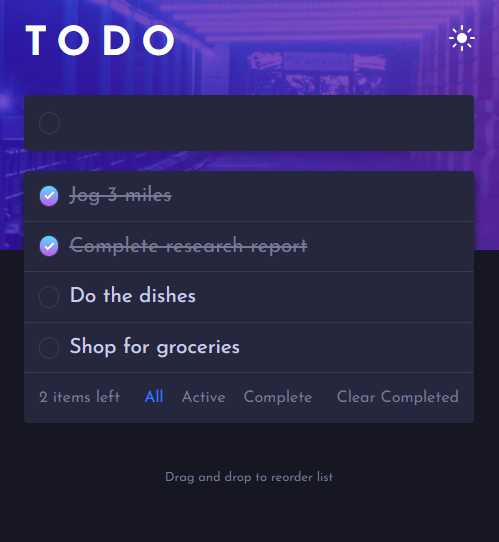 TODO
Jog 3 miles
Complete research report
Do the dishes
Shop for groceries
2 items left All Active Complete Clear Completed
Drag and drop to reorder list